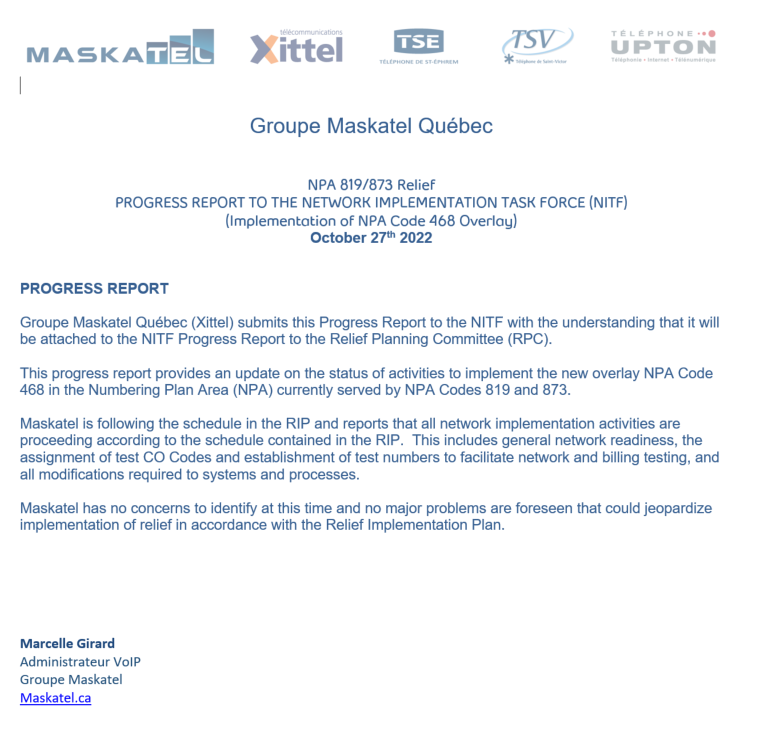 MASKATEL
télécommunications
Xittel
TSE
TÉLÉPHONE DE ST-ÉPHREM
TSV
Téléphone de Saint-Victor
TÉLÉPHONE
UPTON
Téléphonie • Internet • Télénumérique
Groupe Maskatel Québec
NPA 819/873 Relief
PROGRESS REPORT TO THE NETWORK IMPLEMENTATION TASK FORCE (NITF)
(Implementation of NPA Code 468 Overlay)
October 27th 2022
PROGRESS REPORT
Groupe Maskatel Québec (Xittel) submits this Progress Report to the NITF with the understanding that it will
be attached to the NITF Progress Report to the Relief Planning Committee (RPC).
This progress report provides an update on the status of activities to implement the new overlay NPA Code
468 in the Numbering Plan Area (NPA) currently served by NPA Codes 819 and 873.
Maskatel is following the schedule in the RIP and reports that all network implementation activities are
proceeding according to the schedule contained in the RIP.  This includes general network readiness, the
assignment of test CO Codes and establishment of test numbers to facilitate network and billing testing, and
all modifications required to systems and processes.
Maskatel has no concerns to identify at this time and no major problems are foreseen that could jeopardize
implementation of relief in accordance with the Relief Implementation Plan.
Marcelle Girard
Administrateur VoIP
Groupe Maskatel
Maskatel.ca